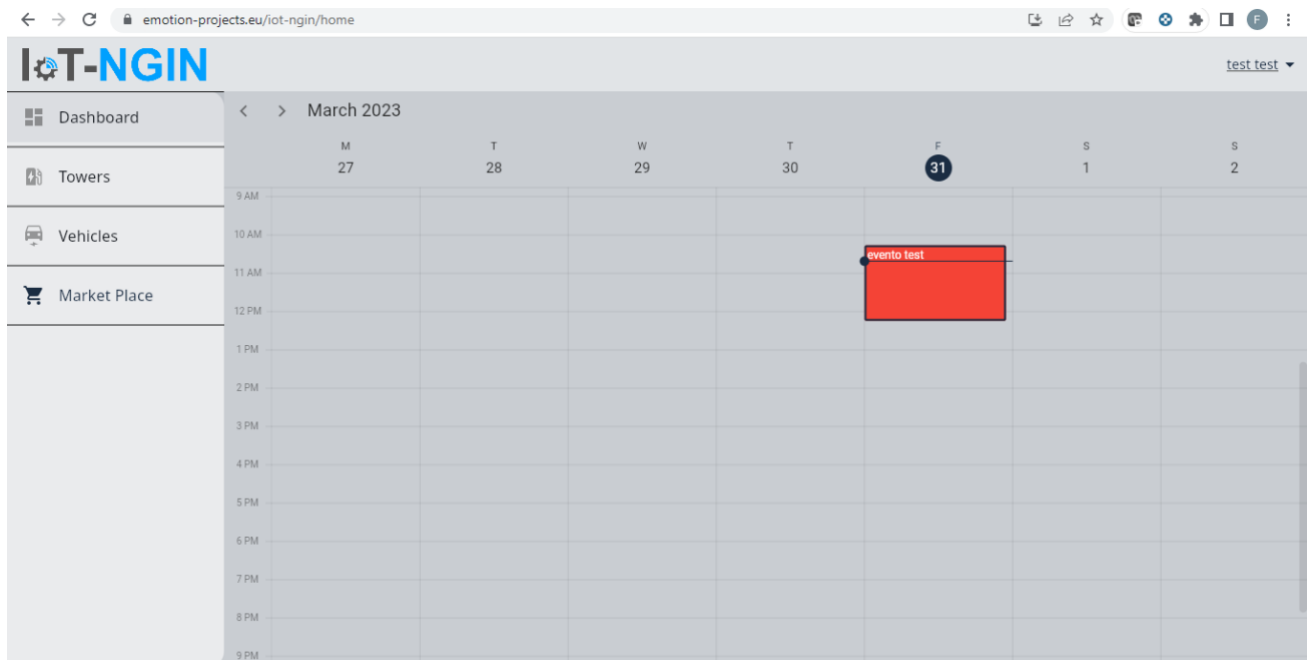 emotion-projects.eu/iot-ngin/home
F
IoT-NGIN
test test
Dashboard
Towers
Vehicles
Market Place
March 2023
M T W T F S S
27 28 29 30 31 1 2
9 AM
10 AM
evento test
11 AM
12 PM
1 PM
2 PM
3 PM
4 PM
5 PM
6 PM
7 PM
8 PM
9 PM